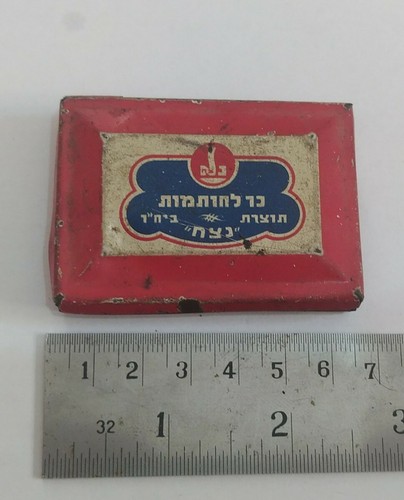 נצח
כר לחותמות
תוצרת ביח"ו
"נצח"
1 2 3 4 5 6 7
32 1 2 3